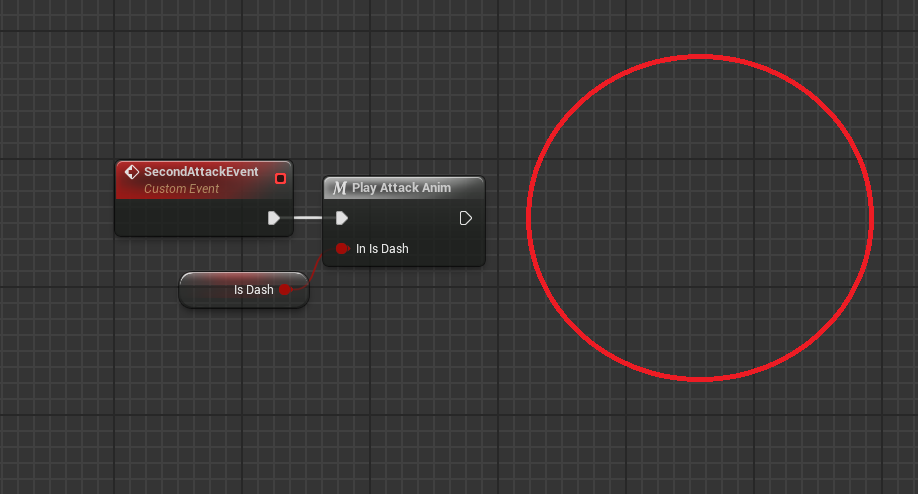 SecondAttackEvent
Custom Event
Play Attack Anim
In Is Dash
Is Dash